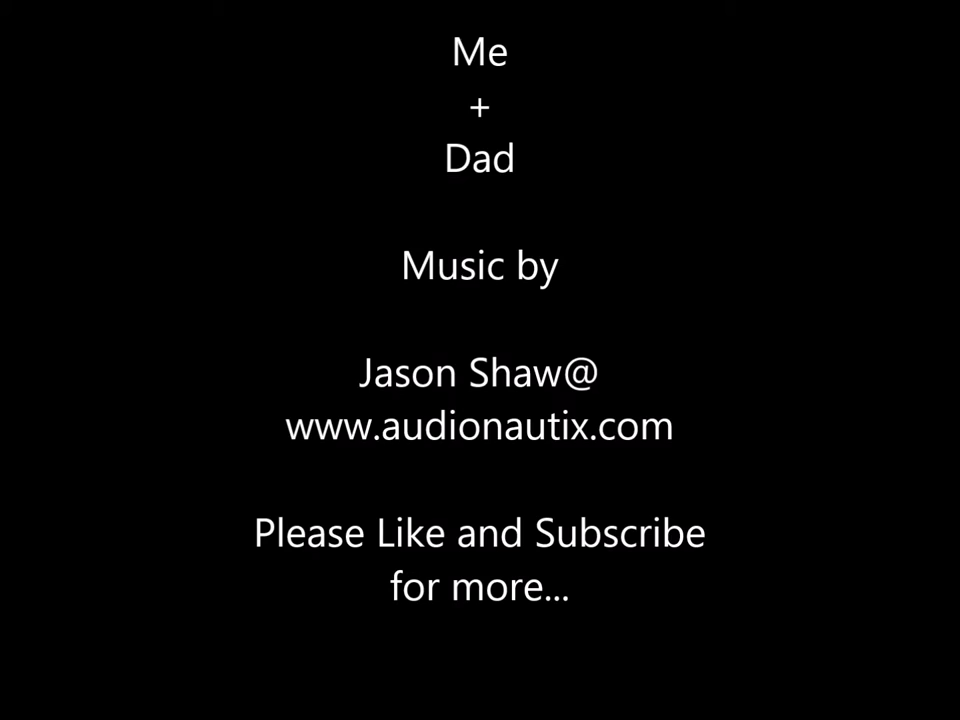 Me
+
Dad
Music by
Jason Shaw@
www.audionautix.com
Please Like and Subscribe
for more...